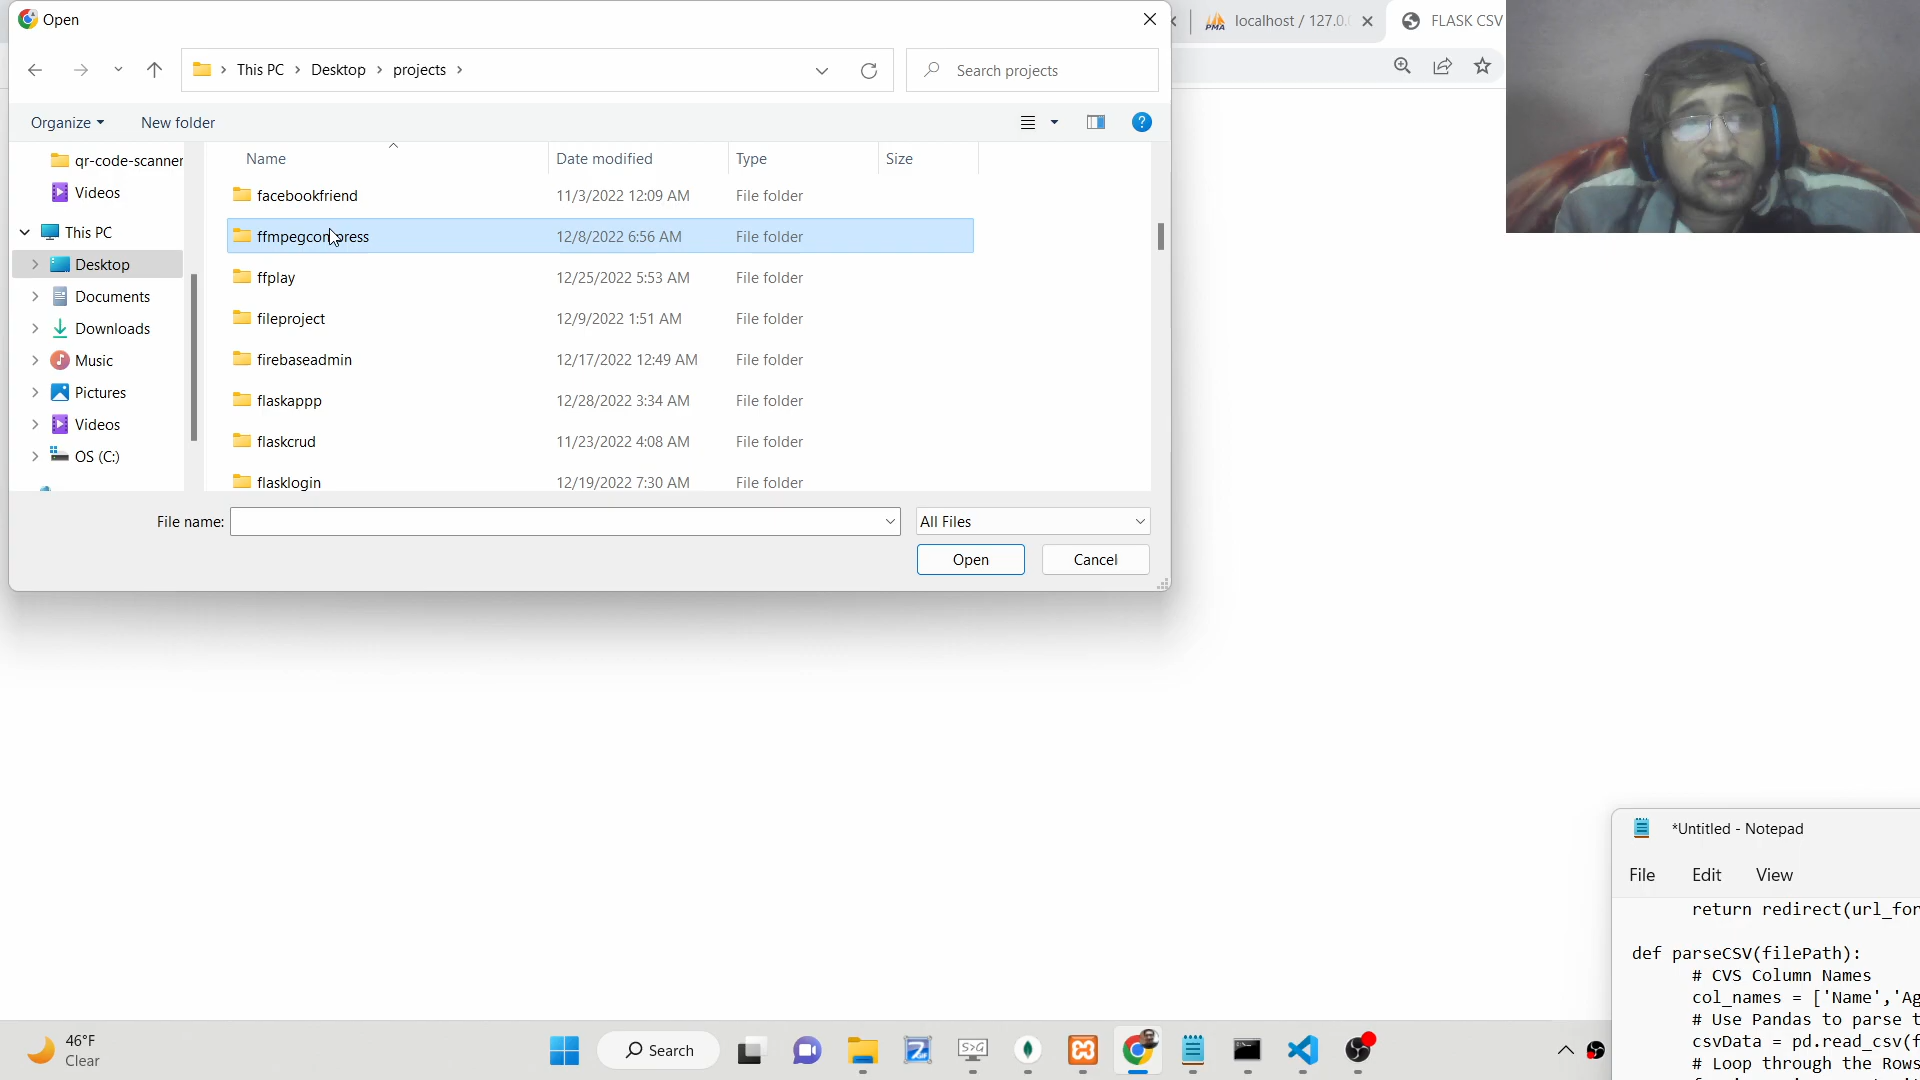 Open
localhost / 127.0.
FLASK CSV
This PC
Desktop
projects
Search projects
Organize
New folder
Name
Date modified
Type
Size
qr-code-scanner
Videos
This PC
Desktop
Documents
Downloads
Music
Pictures
Videos
OS (C:)
facebookfriend 11/3/2022 12:09 AM File folder
ffmpegcompress 12/8/2022 6:56 AM File folder
ffplay 12/25/2022 5:53 AM File folder
fileproject 12/9/2022 1:51 AM File folder
firebaseadmin 12/17/2022 12:49 AM File folder
flaskappp 12/28/2022 3:34 AM File folder
flaskcrud 11/23/2022 4:08 AM File folder
flasklogin 12/19/2022 7:30 AM File folder
File name:
All Files
Open
Cancel
*Untitled - Notepad
File Edit View
return redirect(url_for
def parseCSV(filePath):
# CVS Column Names
col_names = ['Name','Ag
# Use Pandas to parse t
csvData = pd.read_csv(f
# Loop through the Rows
46°F
Clear
Search